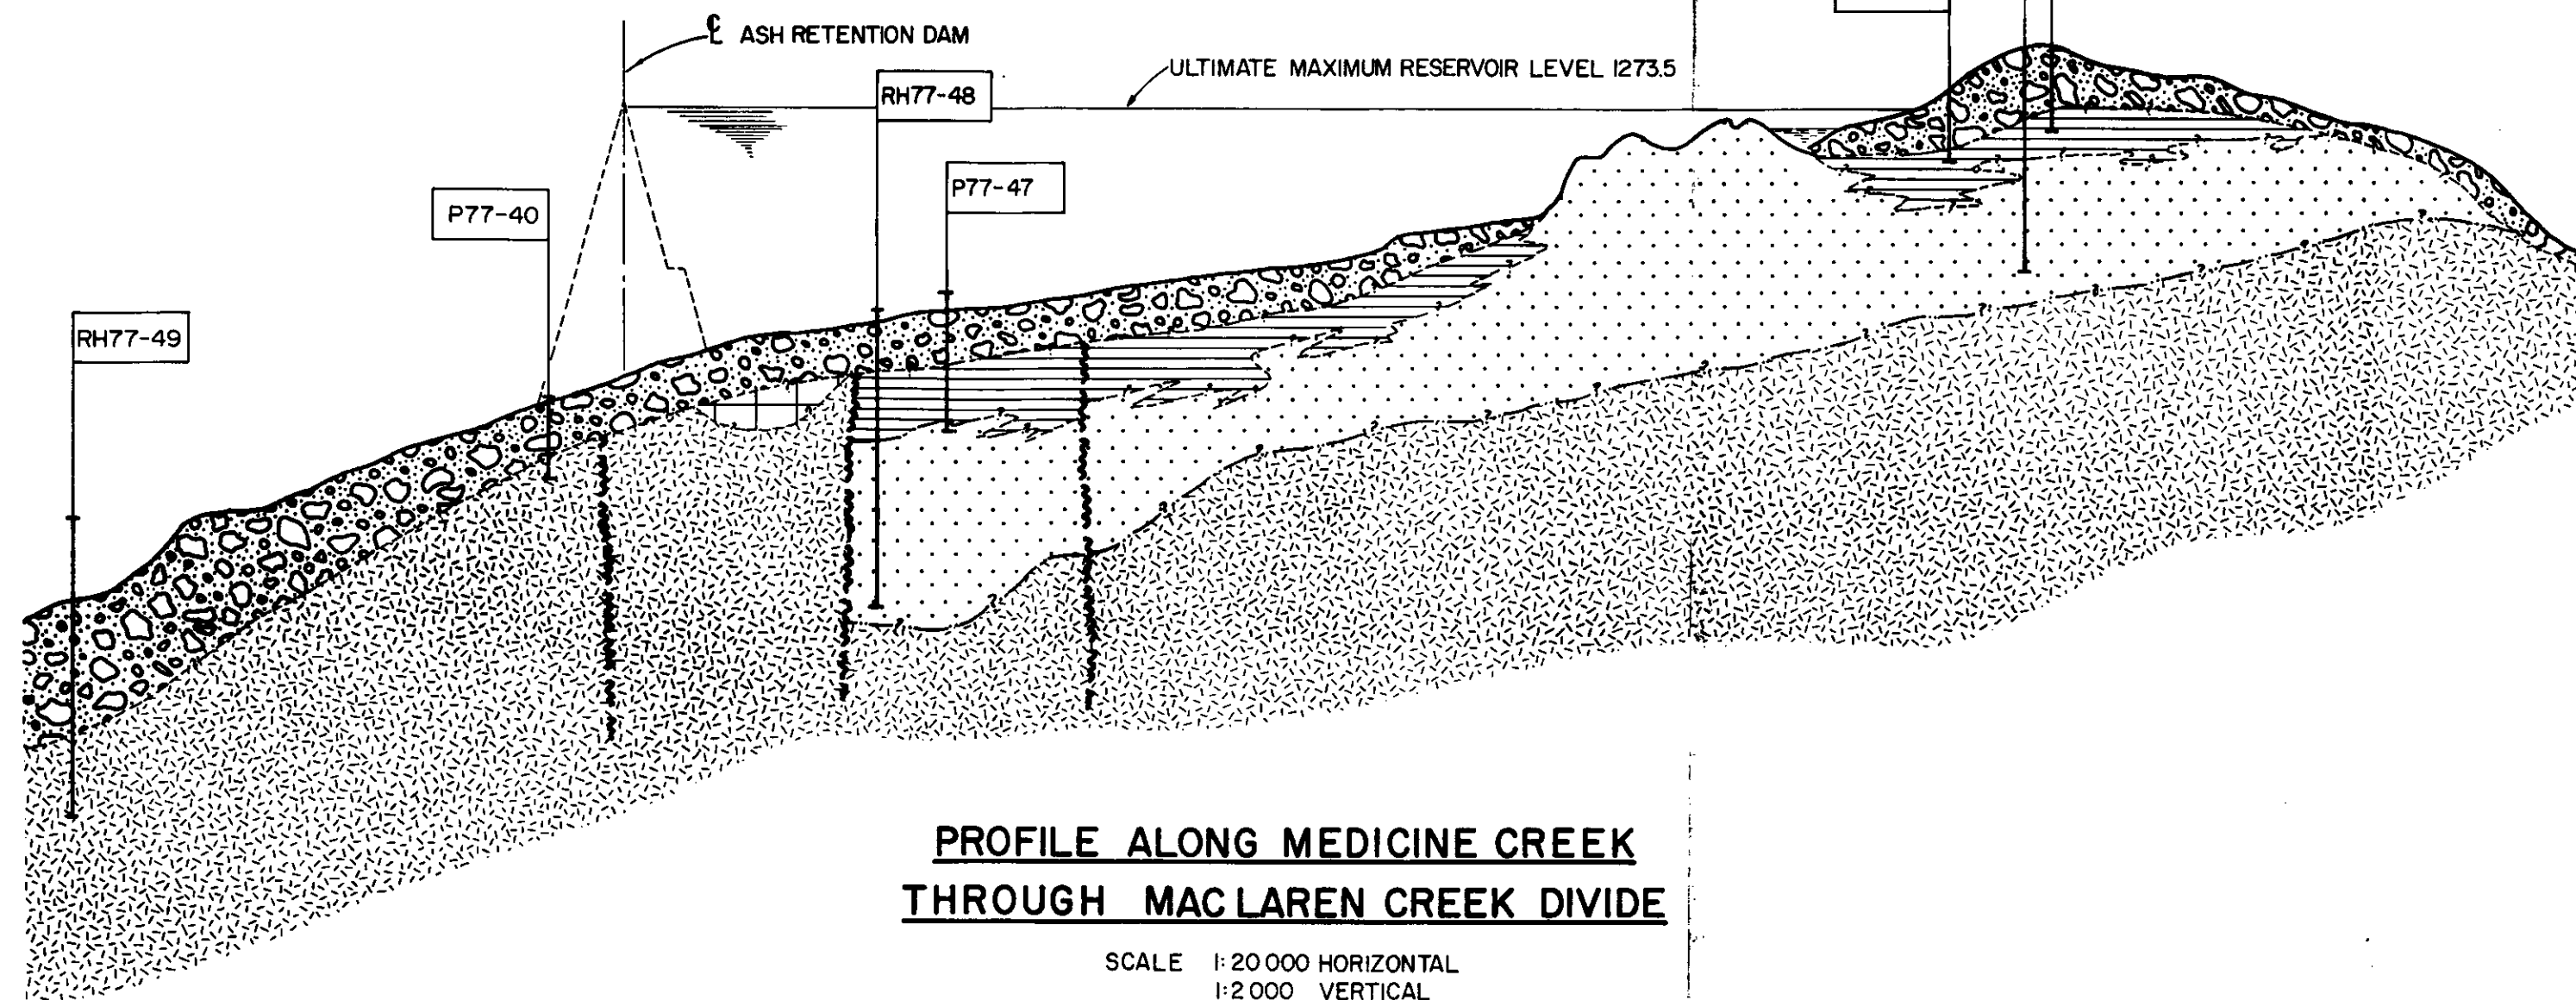 ℄ ASH RETENTION DAM
ULTIMATE MAXIMUM RESERVOIR LEVEL 1273.5
RH77-48
P77-47
P77-40
RH77-49
PROFILE ALONG MEDICINE CREEK
THROUGH MAC LAREN CREEK DIVIDE
SCALE 1:20 000 HORIZONTAL
1:2 000 VERTICAL